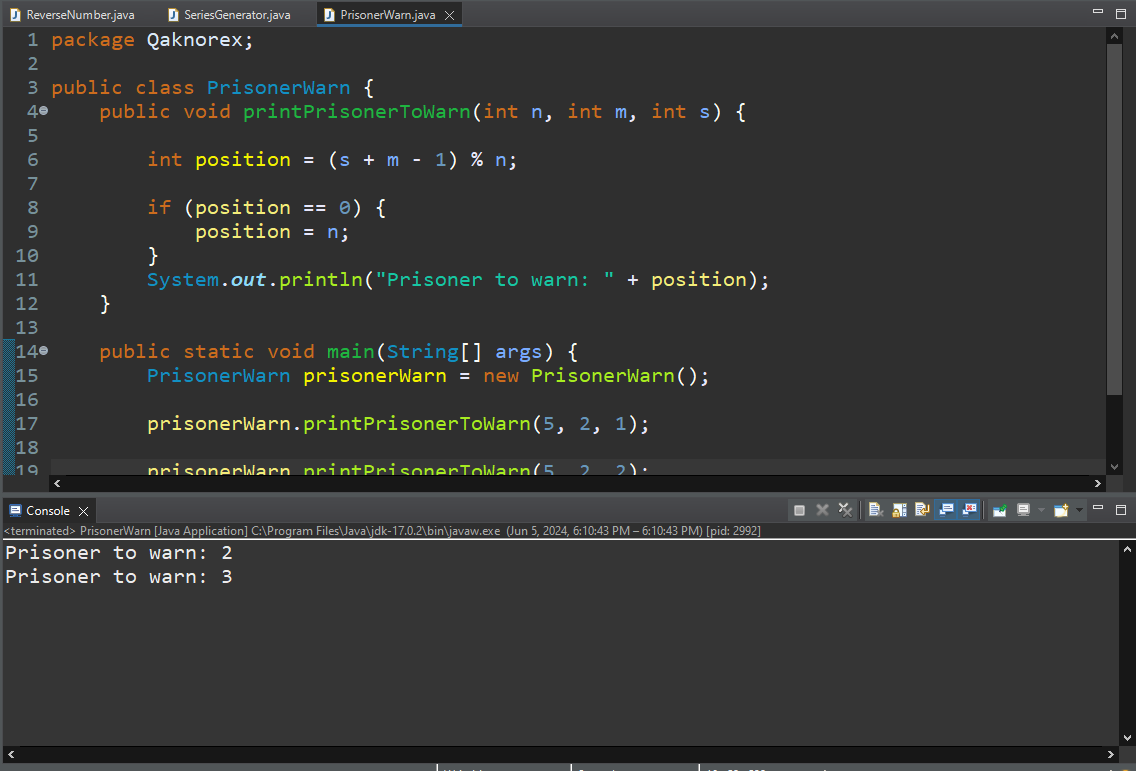 ReverseNumber.java SeriesGenerator.java PrisonerWarn.java
1 package Qaknorex;
2
3 public class PrisonerWarn {
4 public void printPrisonerToWarn(int n, int m, int s) {
5
6 int position = (s + m - 1) % n;
7
8 if (position == 0) {
9 position = n;
10 }
11 System.out.println("Prisoner to warn: " + position);
12 }
13
14 public static void main(String[] args) {
15 PrisonerWarn prisonerWarn = new PrisonerWarn();
16
17 prisonerWarn.printPrisonerToWarn(5, 2, 1);
18
19 prisonerWarn.printPrisonerToWarn(5, 2, 2);
Console
<terminated> PrisonerWarn [Java Application] C:\Program Files\Java\jdk-17.0.2\bin\javaw.exe (Jun 5, 2024, 6:10:43 PM – 6:10:43 PM) [pid: 2992]
Prisoner to warn: 2
Prisoner to warn: 3